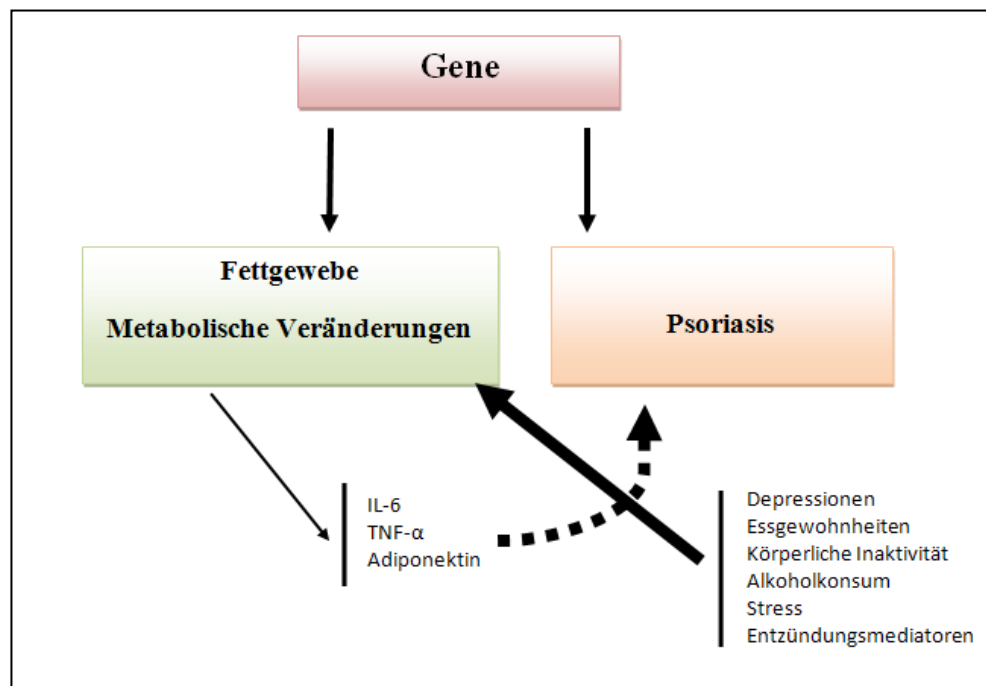 Gene
Fettgewebe
Metabolische Veränderungen
Psoriasis
IL-6
TNF-α
Adiponektin
Depressionen
Essgewohnheiten
Körperliche Inaktivität
Alkoholkonsum
Stress
Entzündungsmediatoren